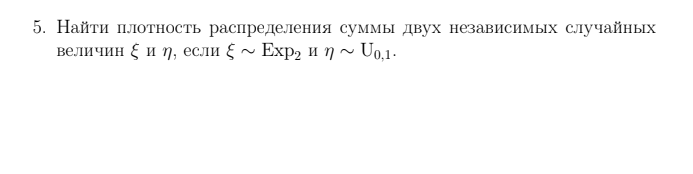 5. Найти плотность распределения суммы двух независимых случайных
величин ξ и η, если ξ ∼ Exp₂ и η ∼ U₀,₁.